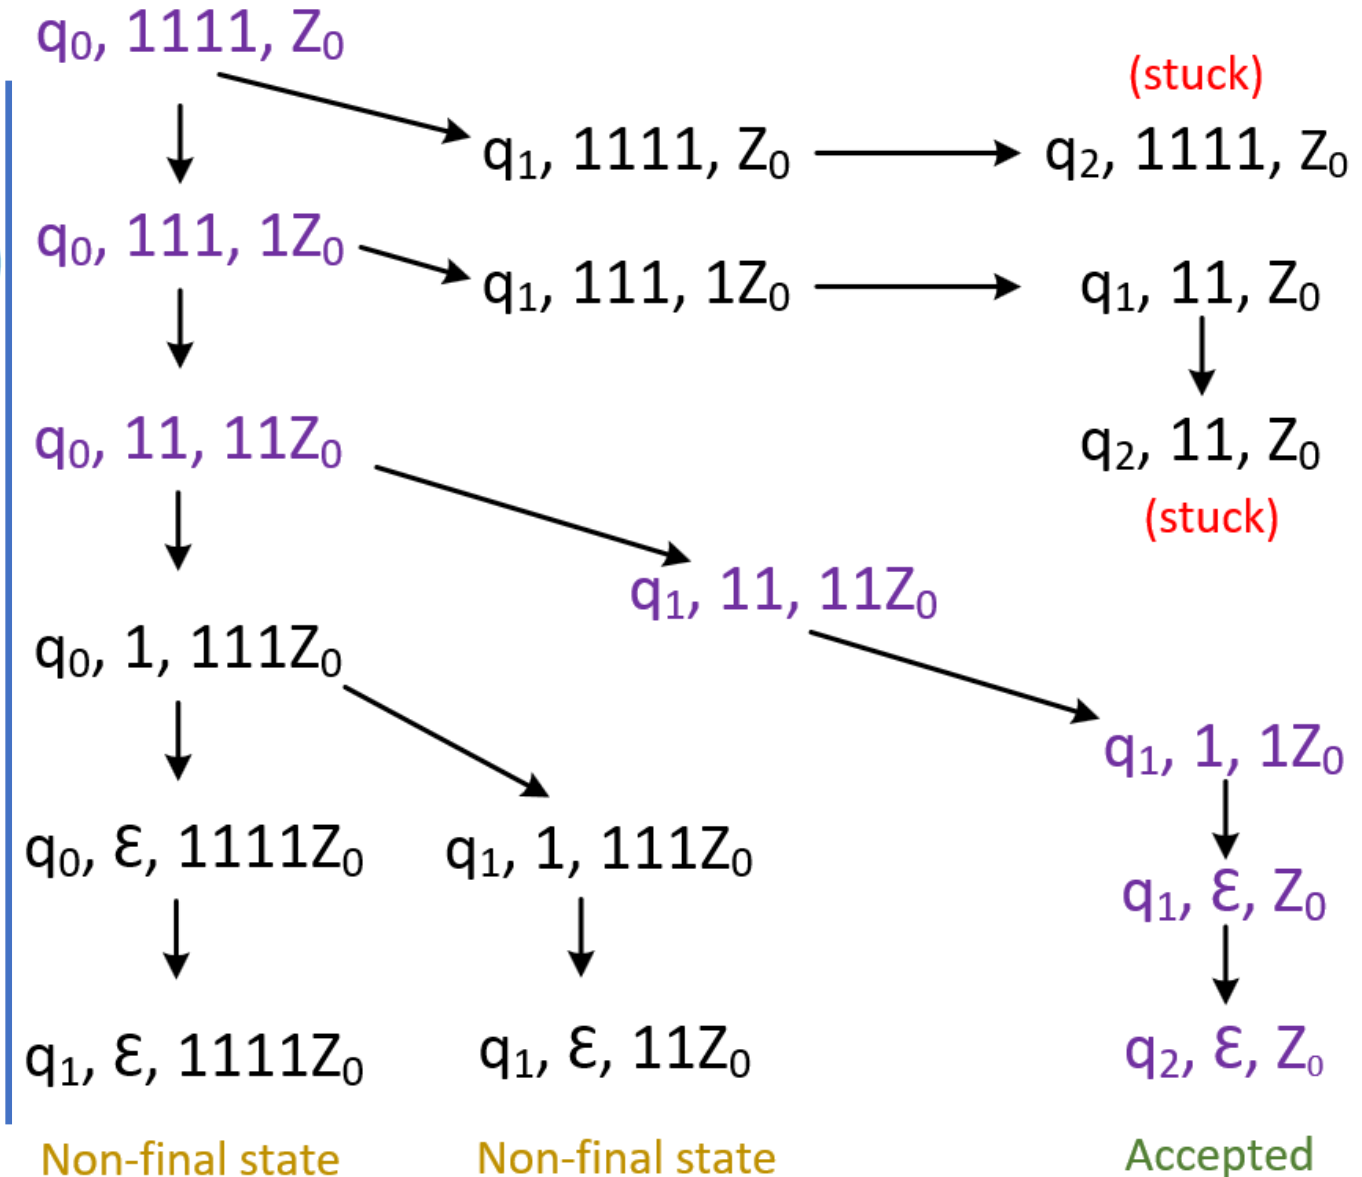 q₀, 1111, Z₀
(stuck)
q₁, 1111, Z₀
q₂, 1111, Z₀
q₀, 111, 1Z₀
q₁, 111, 1Z₀
q₁, 11, Z₀
q₀, 11, 11Z₀
q₂, 11, Z₀
(stuck)
q₁, 11, 11Z₀
q₀, 1, 111Z₀
q₁, 1, 1Z₀
q₀, Ɛ, 1111Z₀
q₁, 1, 111Z₀
q₁, Ɛ, Z₀
q₁, Ɛ, 1111Z₀
q₁, Ɛ, 11Z₀
q₂, Ɛ, Z₀
Non-final state
Non-final state
Accepted